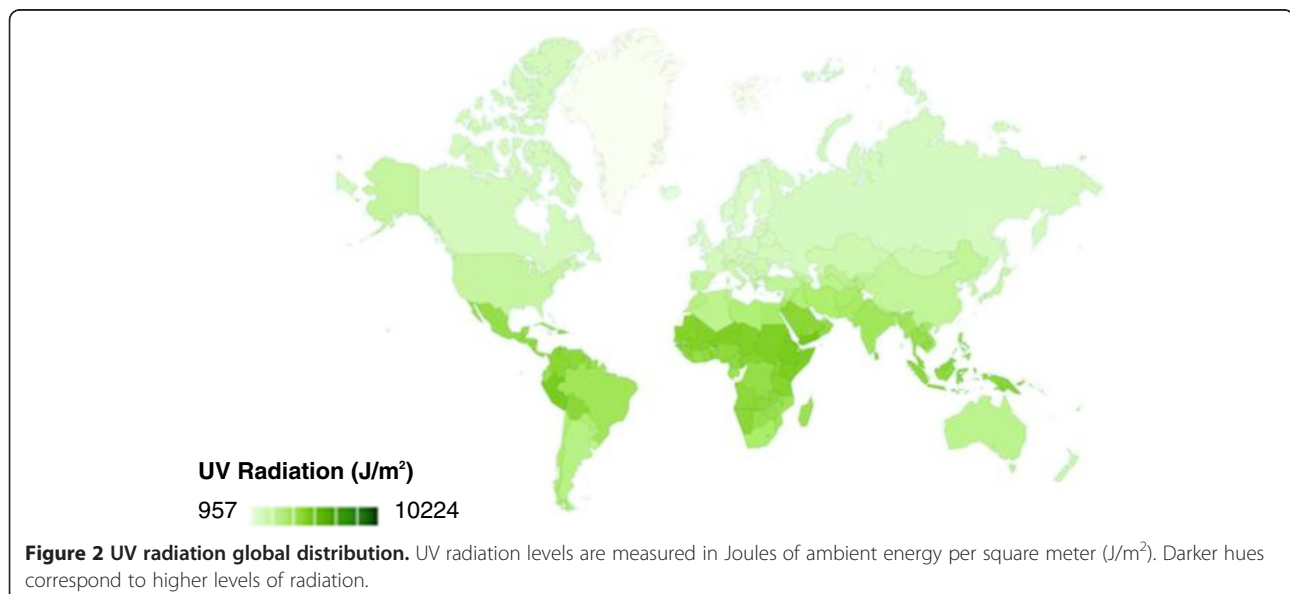 UV Radiation (J/m²)
957 10224
Figure 2 UV radiation global distribution. UV radiation levels are measured in Joules of ambient energy per square meter (J/m²). Darker hues
correspond to higher levels of radiation.